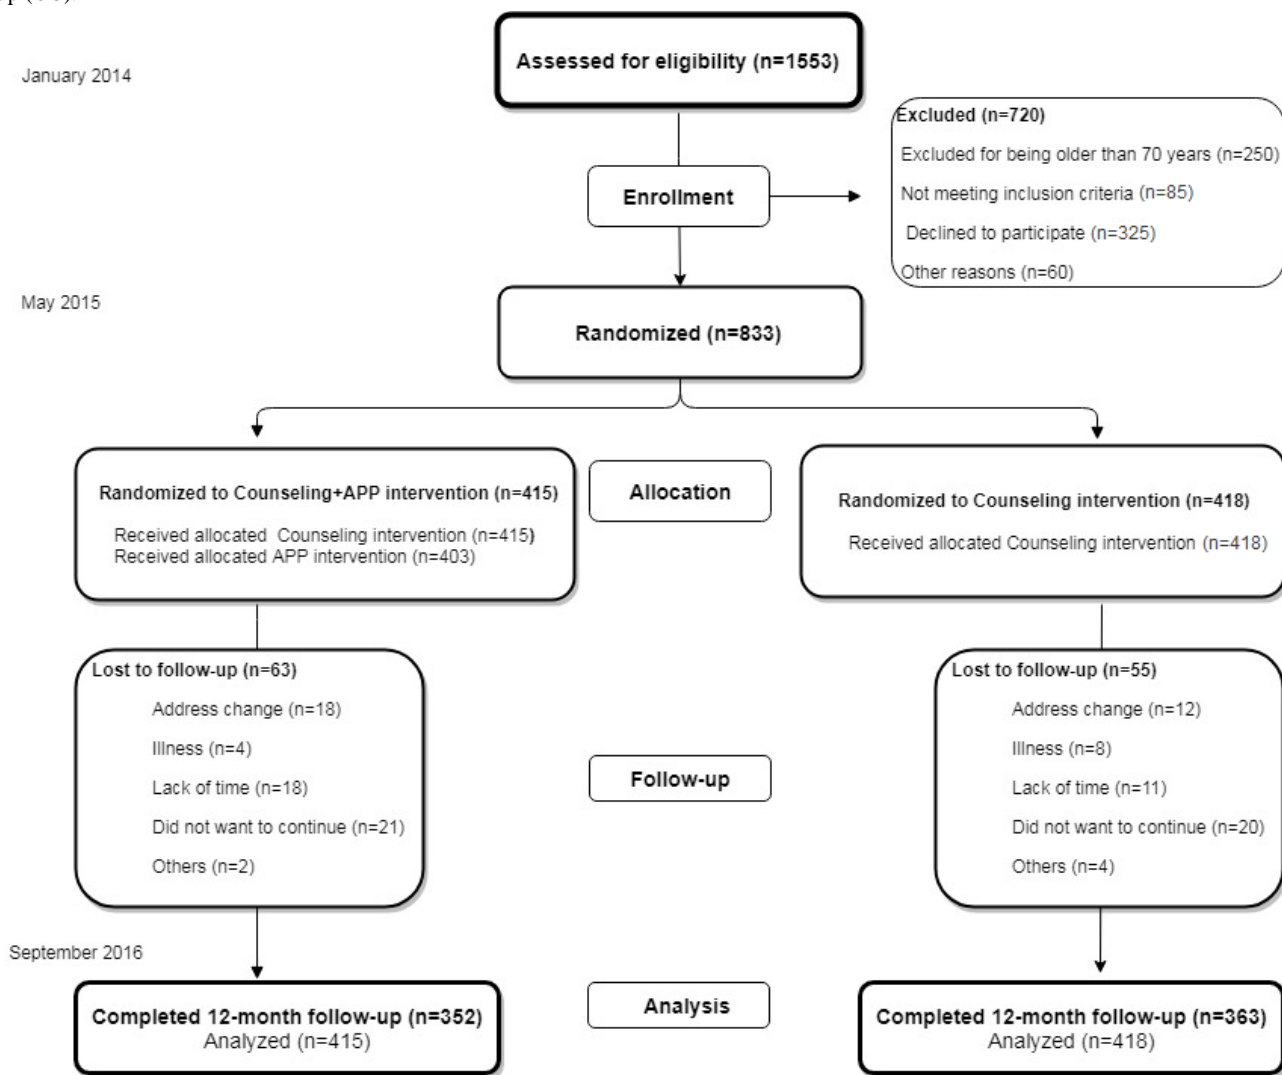 January 2014
Assessed for eligibility (n=1553)
Excluded (n=720)
Excluded for being older than 70 years (n=250)
Not meeting inclusion criteria (n=85)
Declined to participate (n=325)
Other reasons (n=60)
Enrollment
May 2015
Randomized (n=833)
Allocation
Randomized to Counseling+APP intervention (n=415)
Received allocated Counseling intervention (n=415)
Received allocated APP intervention (n=403)
Randomized to Counseling intervention (n=418)
Received allocated Counseling intervention (n=418)
Lost to follow-up (n=63)
Address change (n=18)
Illness (n=4)
Lack of time (n=18)
Did not want to continue (n=21)
Others (n=2)
Follow-up
Lost to follow-up (n=55)
Address change (n=12)
Illness (n=8)
Lack of time (n=11)
Did not want to continue (n=20)
Others (n=4)
September 2016
Completed 12-month follow-up (n=352)
Analyzed (n=415)
Analysis
Completed 12-month follow-up (n=363)
Analyzed (n=418)